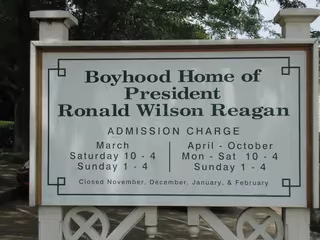 Boyhood Home of
President
Ronald Wilson Reagan
ADMISSION CHARGE
March
Saturday 10 - 4
Sunday 1 - 4
April - October
Mon - Sat 10 - 4
Sunday 1 - 4
Closed November, December, January, & February